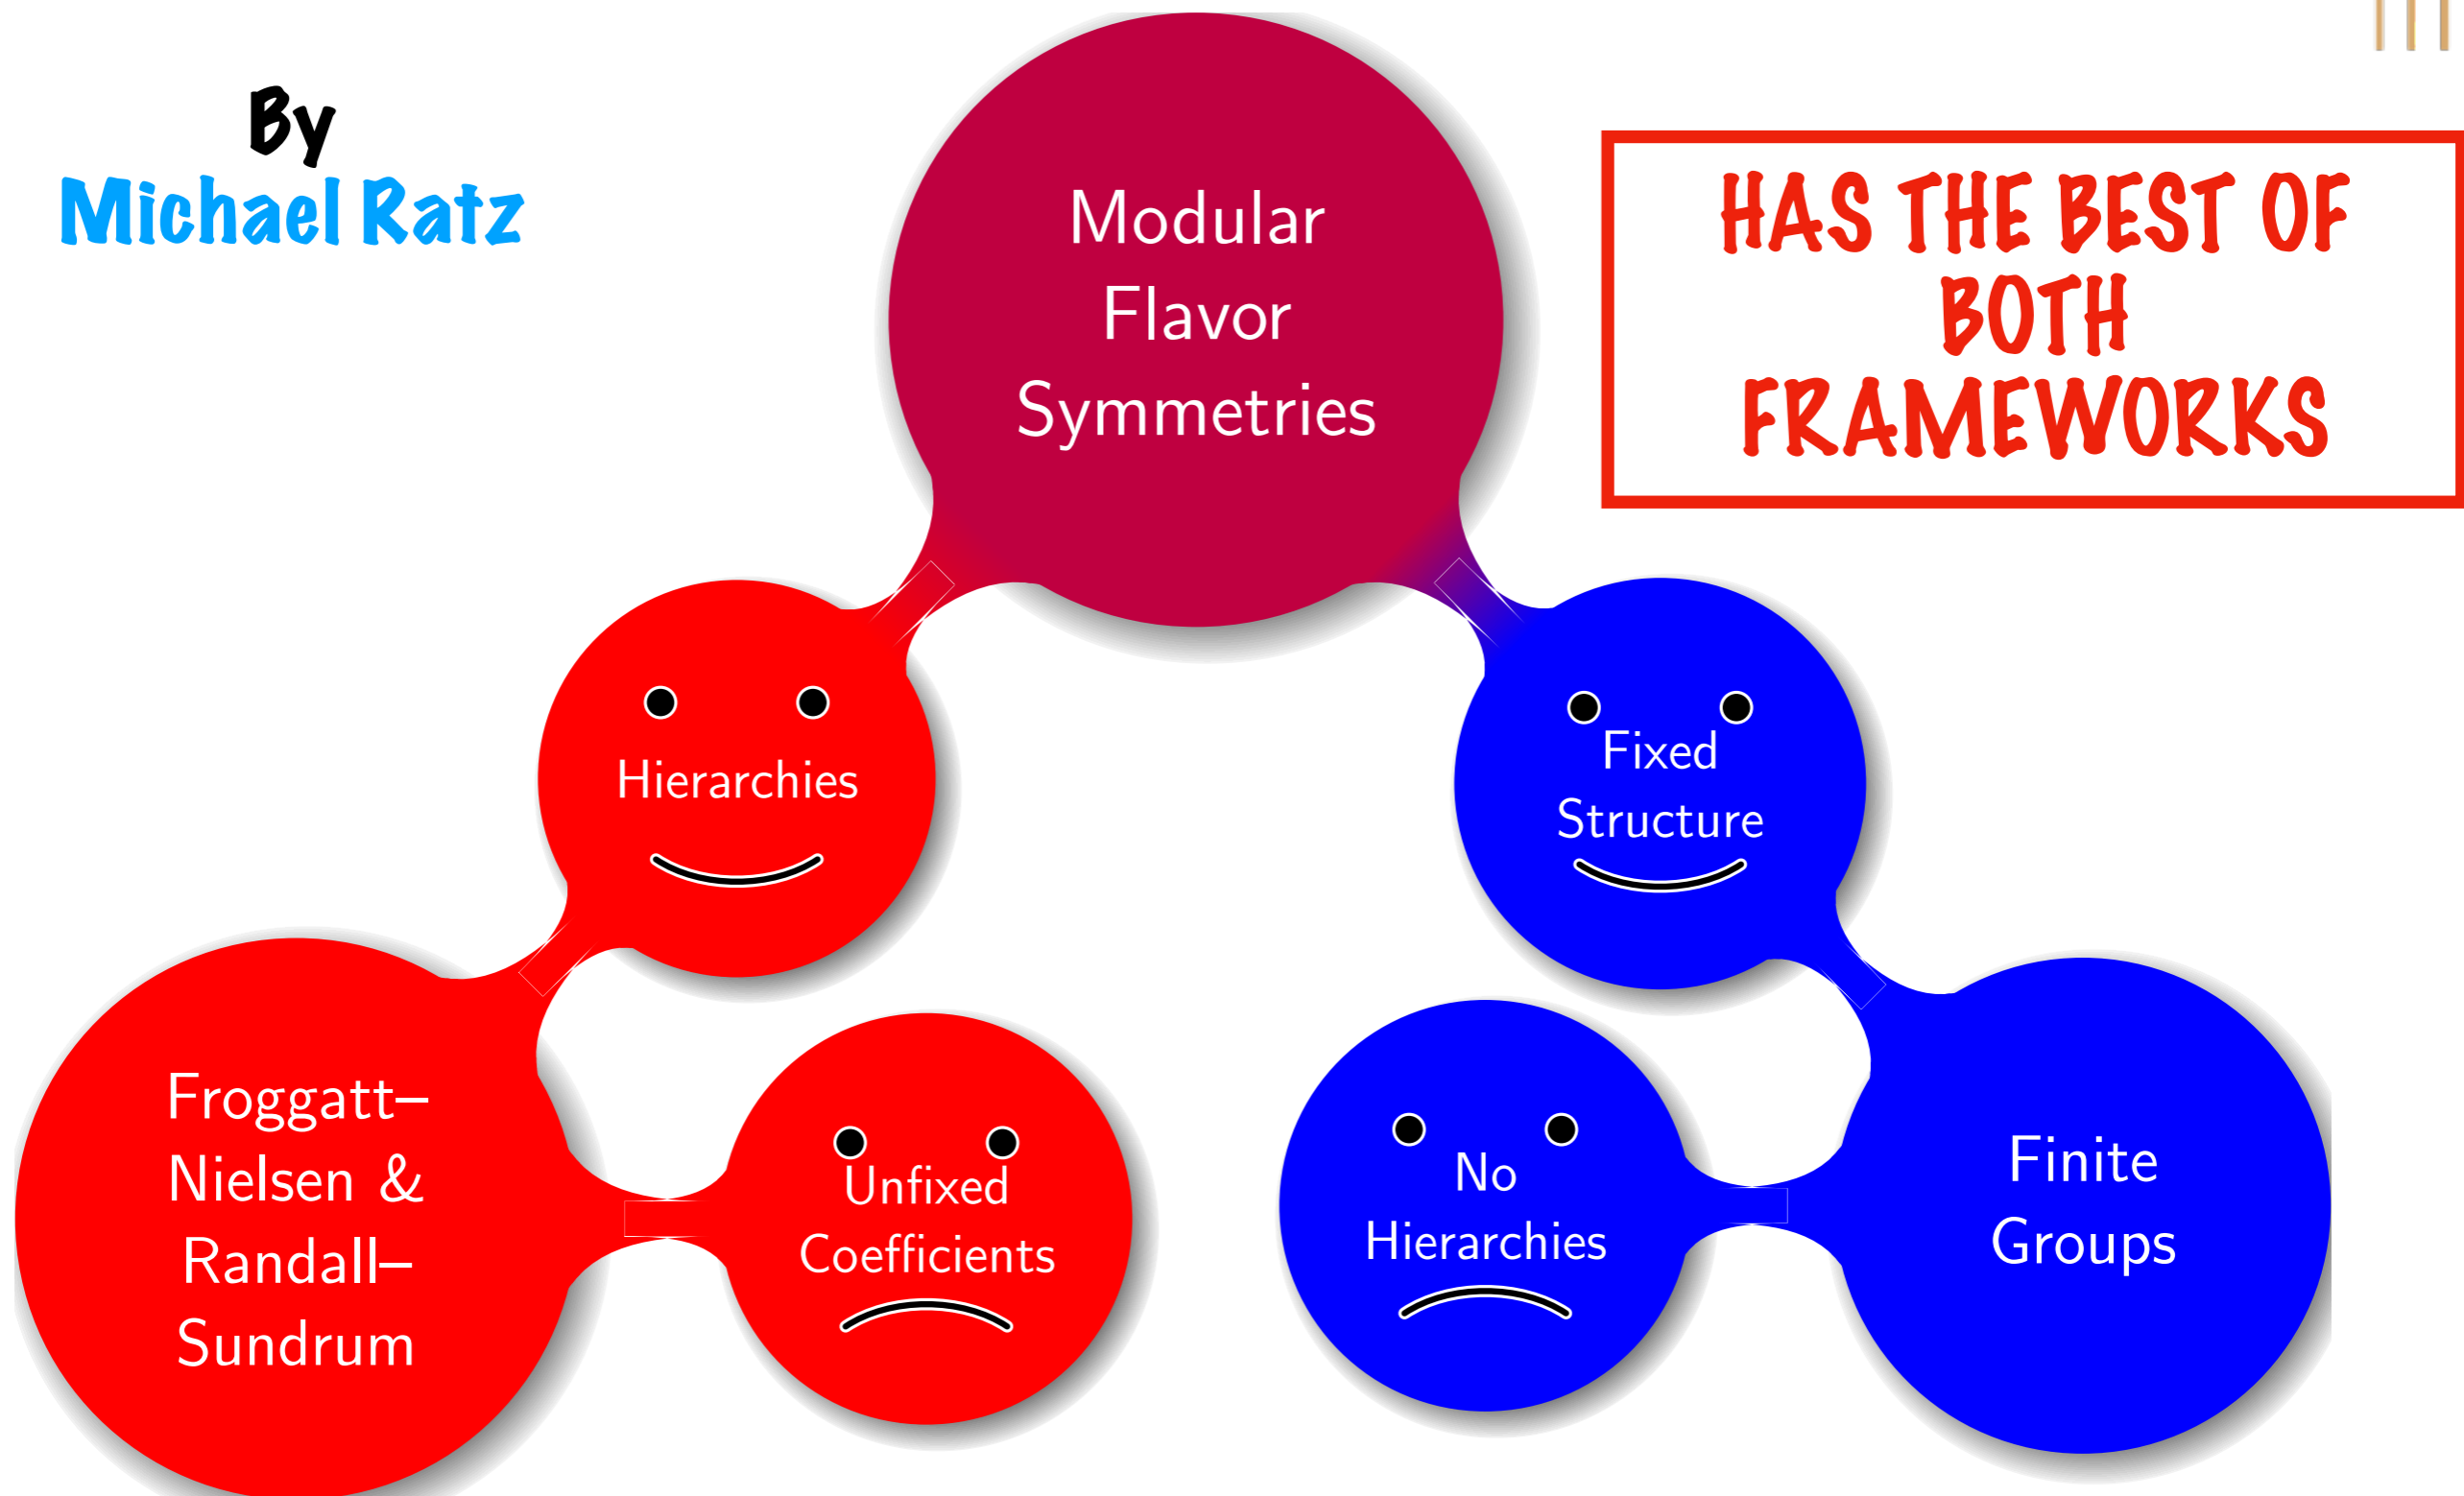 By
Michael Ratz
Modular
Flavor
Symmetries
HAS THE BEST OF
BOTH
FRAMEWORKS
Hierarchies
Fixed
Structure
Froggatt–
Nielsen &
Randall–
Sundrum
Unfixed
Coefficients
No
Hierarchies
Finite
Groups